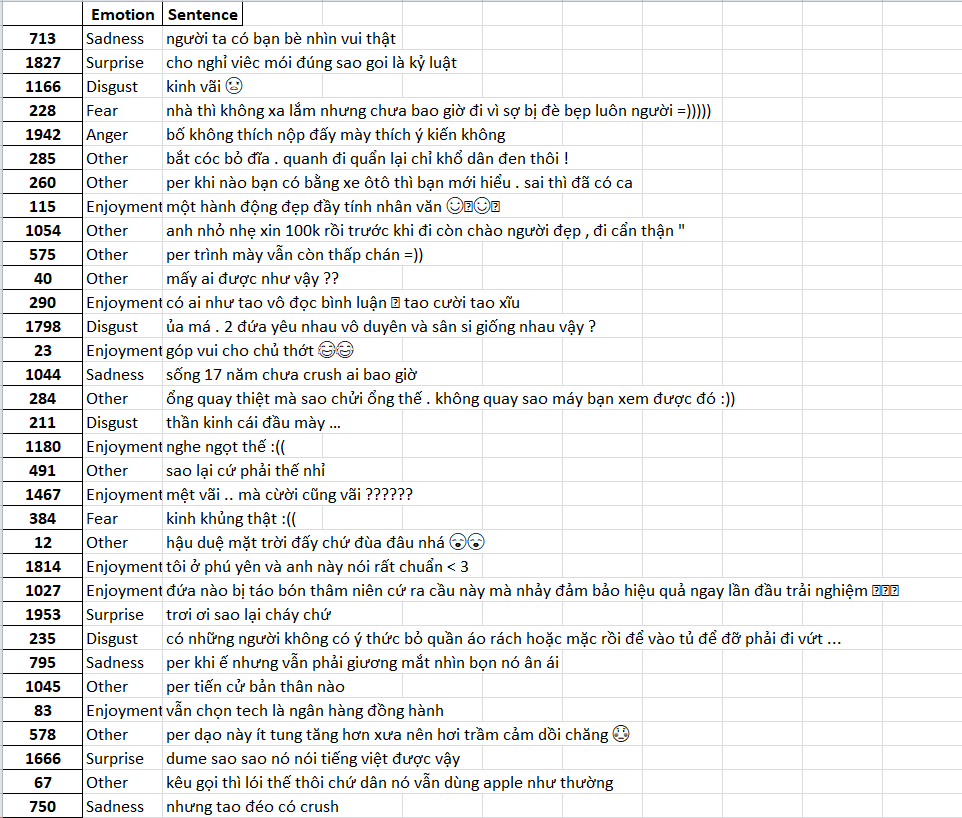 Emotion Sentence
713 Sadness người ta có bạn bè nhìn vui thật
1827 Surprise cho nghỉ viêc mói đúng sao goi là kỷ luật
1166 Disgust kinh vãi 😧
228 Fear nhà thì không xa lắm nhưng chưa bao giờ đi vì sợ bị đè bẹp luôn người =)))))
1942 Anger bố không thích nộp đấy mày thích ý kiến không
285 Other bắt cóc bỏ đĩa . quanh đi quẩn lại chỉ khổ dân đen thôi !
260 Other per khi nào bạn có bằng xe ôtô thì bạn mới hiểu . sai thì đã có ca
115 Enjoyment một hành động đẹp đầy tính nhân văn ☺☺
1054 Other anh nhỏ nhẹ xin 100k rồi trước khi đi còn chào người đẹp , đi cẩn thận "
575 Other per trình mày vẫn còn thấp chán =))
40 Other mấy ai được như vậy ??
290 Enjoyment có ai như tao vô đọc bình luận tao cười tao xĩu
1798 Disgust ủa má . 2 đứa yêu nhau vô duyên và sân si giống nhau vậy ?
23 Enjoyment góp vui cho chủ thớt 😂😂
1044 Sadness sống 17 năm chưa crush ai bao giờ
284 Other ổng quay thiệt mà sao chửi ổng thế . không quay sao máy bạn xem được đó :))
211 Disgust thần kinh cái đầu mày ...
1180 Enjoyment nghe ngọt thế :((
491 Other sao lại cứ phải thế nhỉ
1467 Enjoyment mệt vãi .. mà cười cũng vãi ??????
384 Fear kinh khủng thật :((
12 Other hậu duệ mặt trời đấy chứ đùa đâu nhá 😲😲
1814 Enjoyment tôi ở phú yên và anh này nói rất chuẩn < 3
1027 Enjoyment đứa nào bị táo bón thâm niên cứ ra cầu này mà nhảy đảm bảo hiệu quả ngay lần đầu trải nghiệm
1953 Surprise trơi ơi sao lại cháy chứ
235 Disgust có những người không có ý thức bỏ quần áo rách hoặc mặc rồi để vào tủ để đỡ phải đi vứt ...
795 Sadness per khi ế nhưng vẫn phải giương mắt nhìn bọn nó ân ái
1045 Other per tiến cử bản thân nào
83 Enjoyment vẫn chọn tech là ngân hàng đồng hành
578 Other per dạo này ít tung tăng hơn xưa nên hơi trầm cảm dồi chăng 😳
1666 Surprise dume sao sao nó nói tiếng việt được vậy
67 Other kêu gọi thì lói thế thôi chứ dân nó vẫn dùng apple như thường
750 Sadness nhưng tao đéo có crush